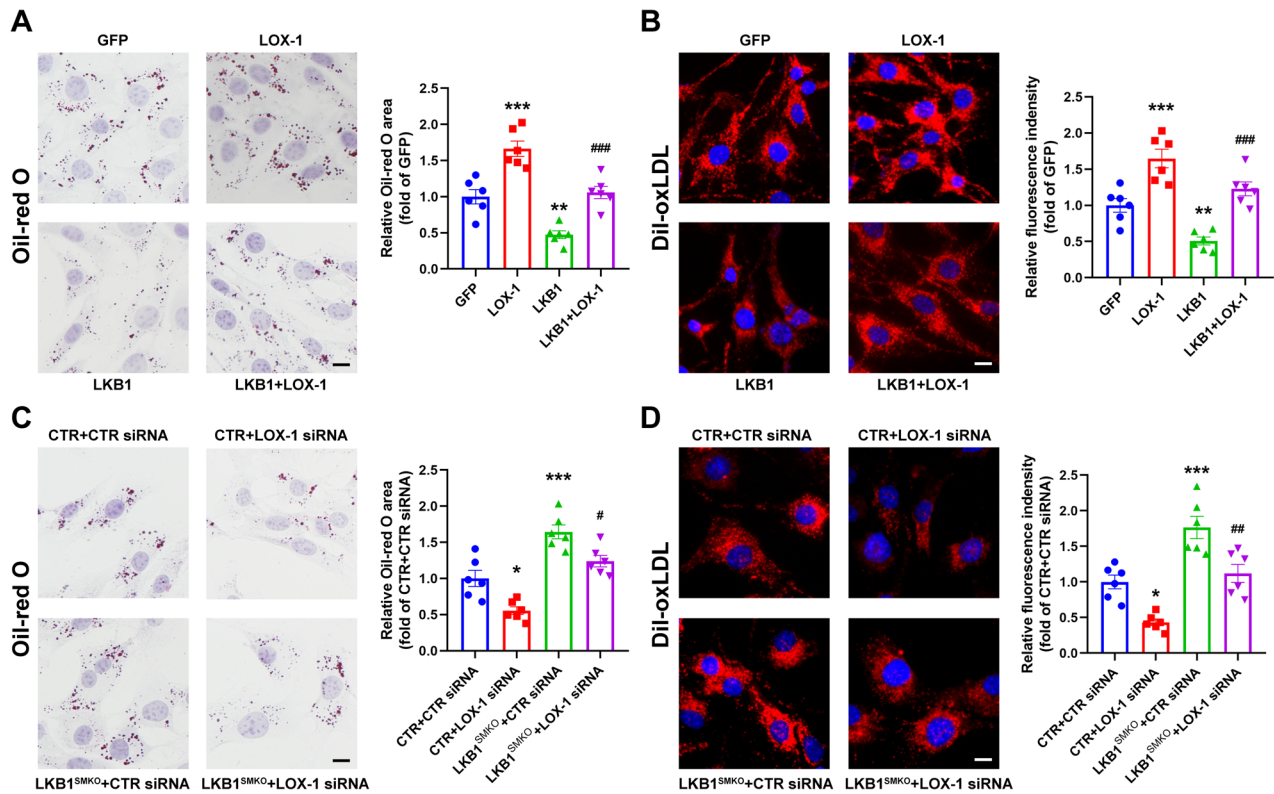 A
GFP
LOX-1
Oil-red O
LKB1
LKB1+LOX-1
Relative Oil-red O area
(fold of GFP)
2.5
2.0
1.5
1.0
0.5
0.0
***
**
###
GFP
LOX-1
LKB1
LKB1+LOX-1
B
GFP
LOX-1
Dil-oxLDL
LKB1
LKB1+LOX-1
Relative fluorescence indensity
(fold of GFP)
2.5
2.0
1.5
1.0
0.5
0.0
***
**
###
GFP
LOX-1
LKB1
LKB1+LOX-1
C
CTR+CTR siRNA
CTR+LOX-1 siRNA
Oil-red O
LKB1SMKO+CTR siRNA
LKB1SMKO+LOX-1 siRNA
Relative Oil-red O area
(fold of CTR+CTR siRNA)
2.5
2.0
1.5
1.0
0.5
0.0
*
***
#
CTR+CTR siRNA
CTR+LOX-1 siRNA
LKB1SMKO+CTR siRNA
LKB1SMKO+LOX-1 siRNA
D
CTR+CTR siRNA
CTR+LOX-1 siRNA
Dil-oxLDL
LKB1SMKO+CTR siRNA
LKB1SMKO+LOX-1 siRNA
Relative fluorescence indensity
(fold of CTR+CTR siRNA)
2.5
2.0
1.5
1.0
0.5
0.0
*
***
##
CTR+CTR siRNA
CTR+LOX-1 siRNA
LKB1SMKO+CTR siRNA
LKB1SMKO+LOX-1 siRNA